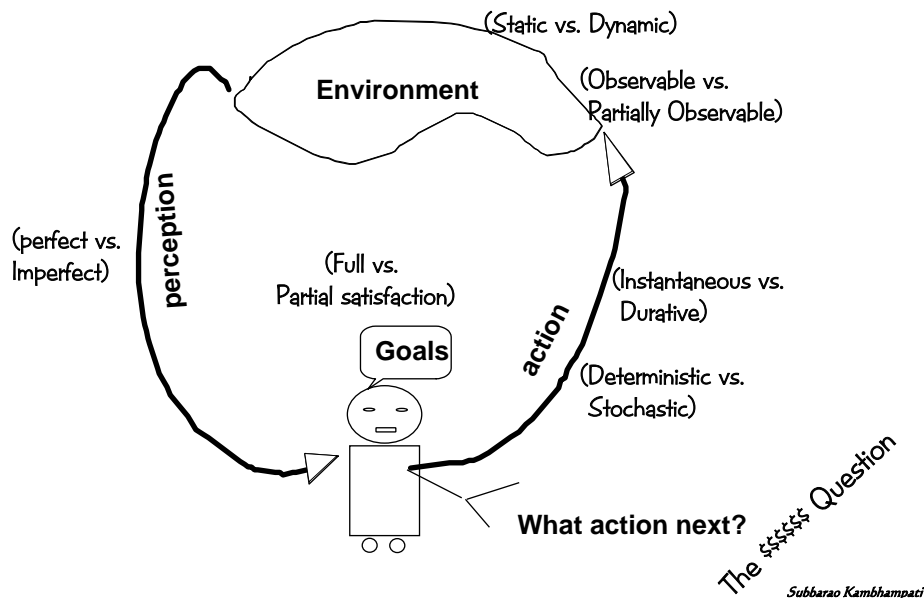 (Static vs. Dynamic)
Environment
(Observable vs.
Partially Observable)
perception
(perfect vs.
Imperfect)
(Full vs.
Partial satisfaction)
Goals
action
(Instantaneous vs.
Durative)
(Deterministic vs.
Stochastic)
What action next?
The $$$$$$ Question
Subbarao Kambhampati